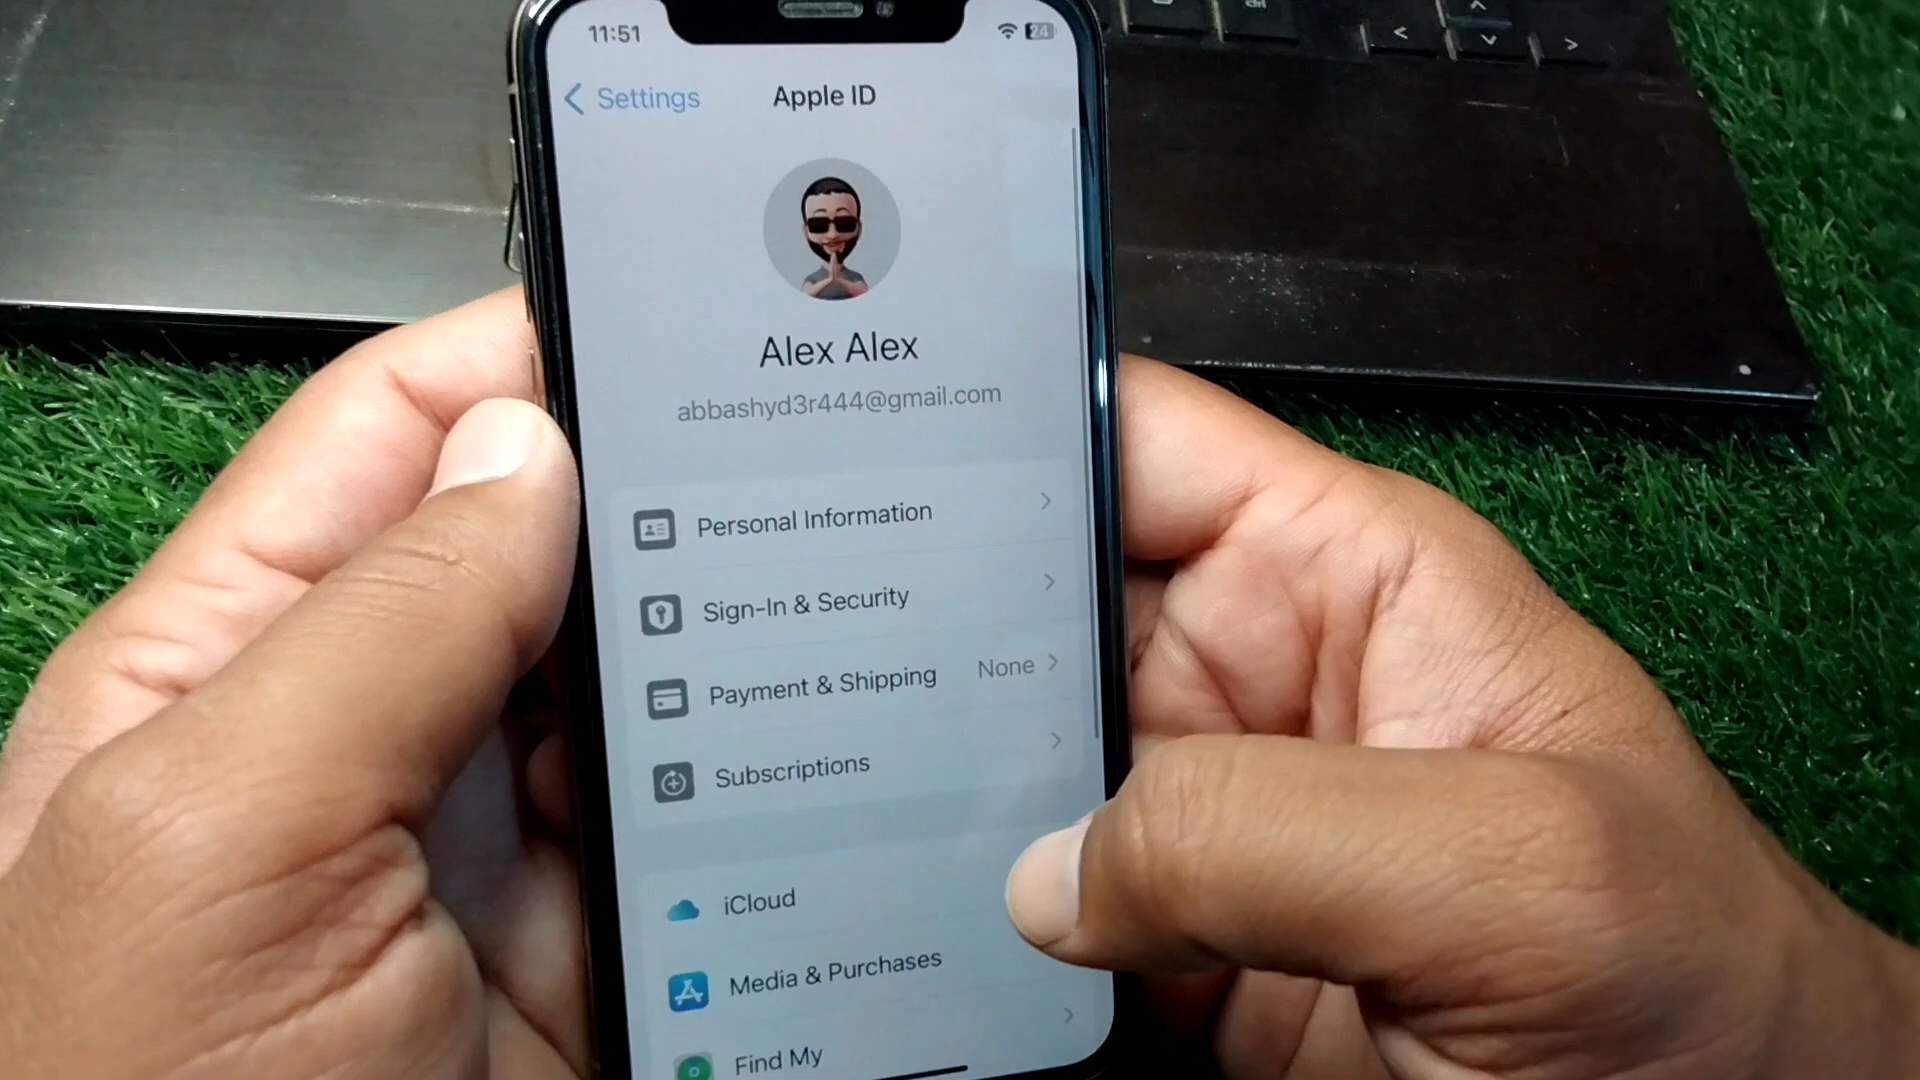 11:51
24
Settings
Apple ID
Alex Alex
abbashyd3r444@gmail.com
Personal Information
Sign-In & Security
Payment & Shipping None
Subscriptions
iCloud
Media & Purchases
Find My